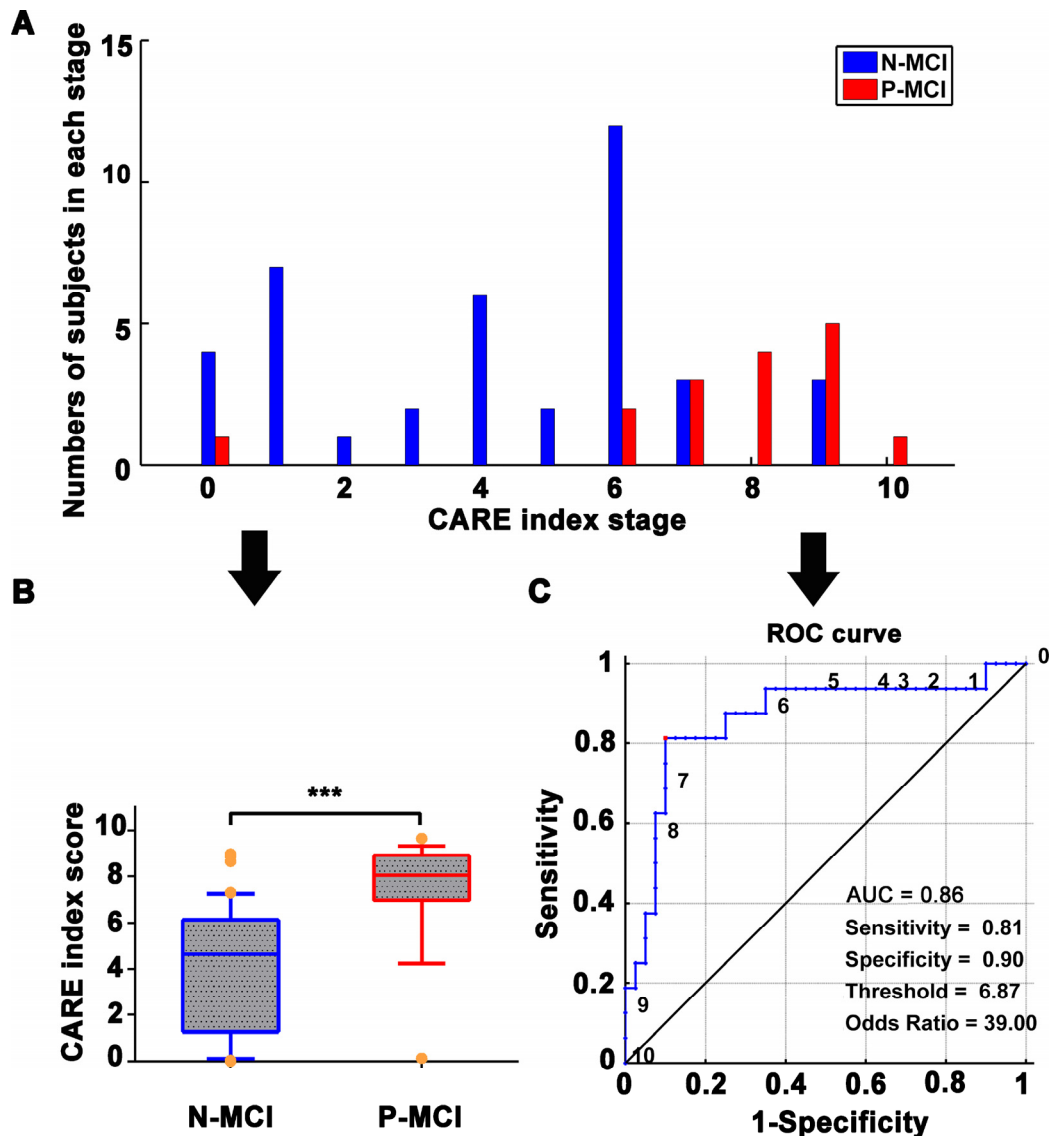 A
Numbers of subjects in each stage
15
10
5
0
N-MCI
P-MCI
0 2 4 6 8 10
CARE index stage
B
CARE index score
10
8
6
4
2
0
***
N-MCI P-MCI
C
ROC curve
Sensitivity
1
0.8
0.6
0.4
0.2
0
0
1
2
3
4
5
6
7
8
9
10
AUC = 0.86
Sensitivity = 0.81
Specificity = 0.90
Threshold = 6.87
Odds Ratio = 39.00
0 0.2 0.4 0.6 0.8 1
1-Specificity